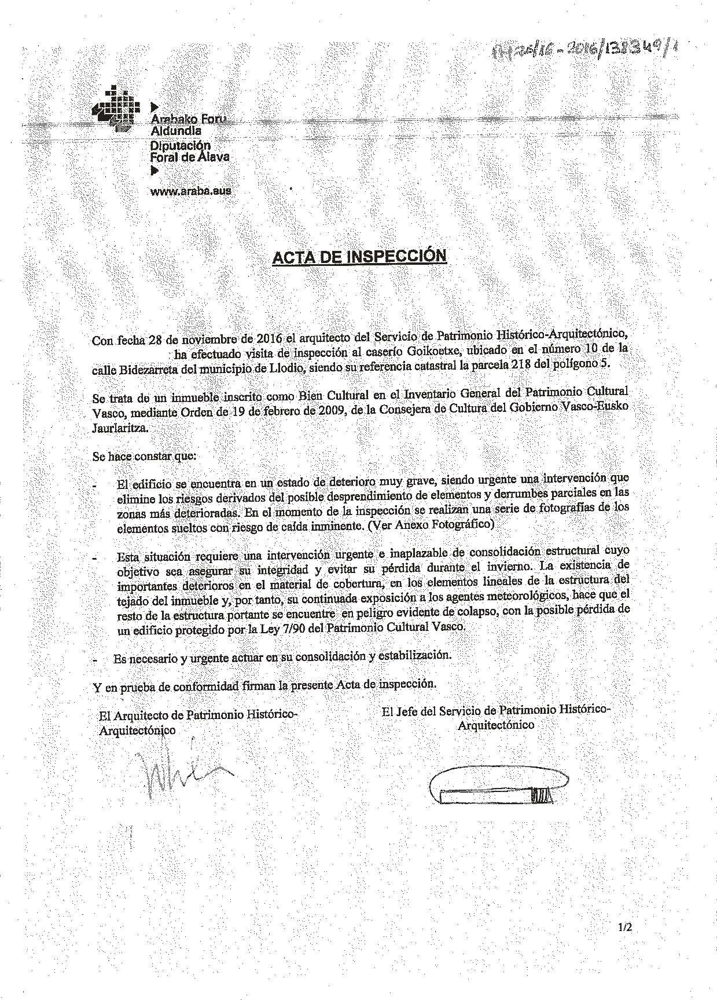 26/16 - 2016/138349/1
Arabako Foru
Aldundia
Diputación
Foral de Álava
www.araba.eus
ACTA DE INSPECCIÓN
Con fecha 28 de noviembre de 2016 el arquitecto del Servicio de Patrimonio Histórico-Arquitectónico,
ha efectuado visita de inspección al caserío Goikoetxe, ubicado en el número 10 de la
calle Bidezarreta del municipio de Llodio, siendo su referencia catastral la parcela 218 del polígono 5.
Se trata de un inmueble inscrito como Bien Cultural en el Inventario General del Patrimonio Cultural
Vasco, mediante Orden de 19 de febrero de 2009, de la Consejera de Cultura del Gobierno Vasco-Eusko
Jaurlaritza.
Se hace constar que:
- El edificio se encuentra en un estado de deterioro muy grave, siendo urgente una intervención que
elimine los riesgos derivados del posible desprendimiento de elementos y derrumbes parciales en las
zonas más deterioradas. En el momento de la inspección se realizan una serie de fotografías de los
elementos sueltos con riesgo de caída inminente. (Ver Anexo Fotográfico)
- Esta situación requiere una intervención urgente e inaplazable de consolidación estructural cuyo
objetivo sea asegurar su integridad y evitar su pérdida durante el invierno. La existencia de
importantes deterioros en el material de cobertura, en los elementos lineales de la estructura del
tejado del inmueble y, por tanto, su continuada exposición a los agentes meteorológicos, hace que el
resto de la estructura portante se encuentre en peligro evidente de colapso, con la posible pérdida de
un edificio protegido por la Ley 7/90 del Patrimonio Cultural Vasco.
- Es necesario y urgente actuar en su consolidación y estabilización.
Y en prueba de conformidad firman la presente Acta de inspección.
El Arquitecto de Patrimonio Histórico-
Arquitectónico
El Jefe del Servicio de Patrimonio Histórico-
Arquitectónico
1/2